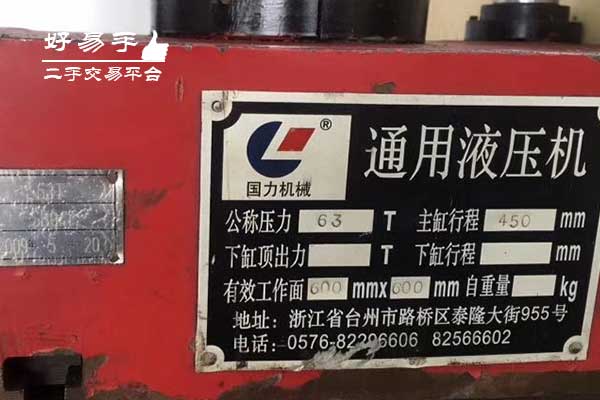 好易手
二手交易平台
®
国力机械
通用液压机
公称压力 63 T 主缸行程 450 mm
下缸顶出力 T 下缸行程 mm
有效工作面 600 mmx 600 mm 自重量 kg
地址：浙江省台州市路桥区泰隆大街955号
电话：0576-82206606 82566602